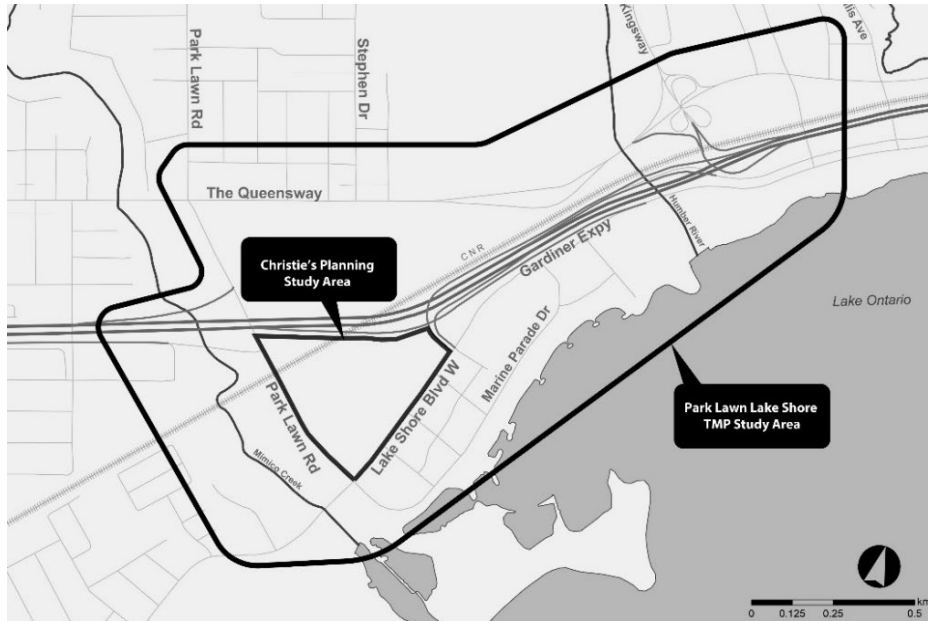 Kingsway
llis Ave
Park Lawn Rd
Stephen Dr
The Queensway
CNR
Humber River
Gardiner Expy
Christie's Planning
Study Area
Lake Ontario
Marine Parade Dr
Lake Shore Blvd W
Park Lawn Rd
Park Lawn Lake Shore
TMP Study Area
Mimico Creek
km
0 0.125 0.25 0.5